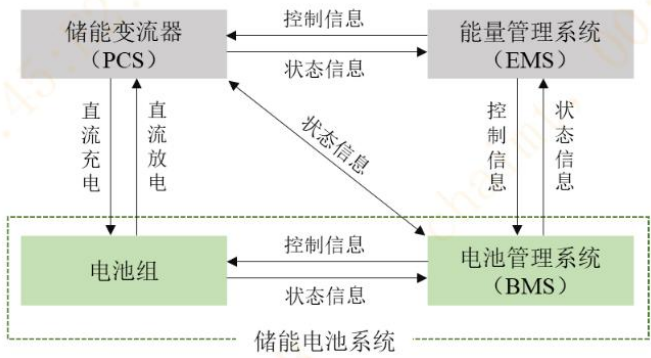 储能变流器
（PCS）
控制信息
状态信息
能量管理系统
（EMS）
直流充电
直流放电
状态信息
控制信息
状态信息
电池组
控制信息
状态信息
电池管理系统
（BMS）
储能电池系统